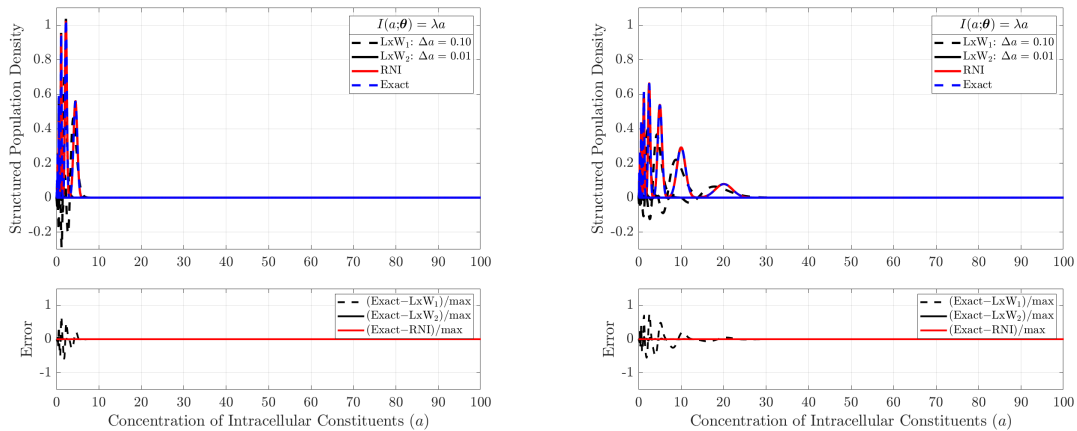 Structured Population Density
1
0.8
0.6
0.4
0.2
0
-0.2
I(a;θ) = λa
LxW₁: Δa = 0.10
LxW₂: Δa = 0.01
RNI
Exact
0 10 20 30 40 50 60 70 80 90 100
Error
1
0
-1
(Exact−LxW₁)/max
(Exact−LxW₂)/max
(Exact−RNI)/max
0 10 20 30 40 50 60 70 80 90 100
Concentration of Intracellular Constituents (a)
Structured Population Density
1
0.8
0.6
0.4
0.2
0
-0.2
I(a;θ) = λa
LxW₁: Δa = 0.10
LxW₂: Δa = 0.01
RNI
Exact
0 10 20 30 40 50 60 70 80 90 100
Error
1
0
-1
(Exact−LxW₁)/max
(Exact−LxW₂)/max
(Exact−RNI)/max
0 10 20 30 40 50 60 70 80 90 100
Concentration of Intracellular Constituents (a)